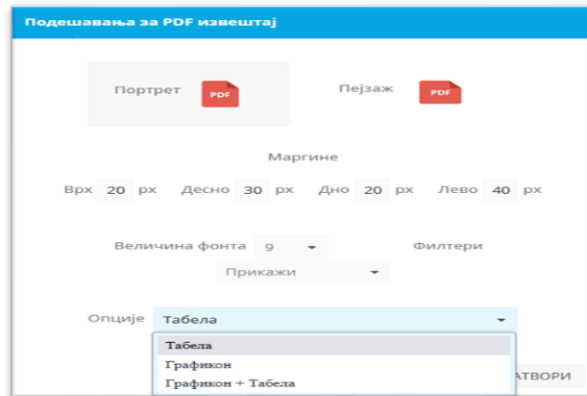 Подешавања за PDF извештај
Портрет PDF Пејзаж PDF
Маргине
Врх 20 px Десно 30 px Дно 20 px Лево 40 px
Величина фонта 9 Филтери
Прикажи
Опције Табела
Табела
Графикон
Графикон + Табела
АТВОРИ